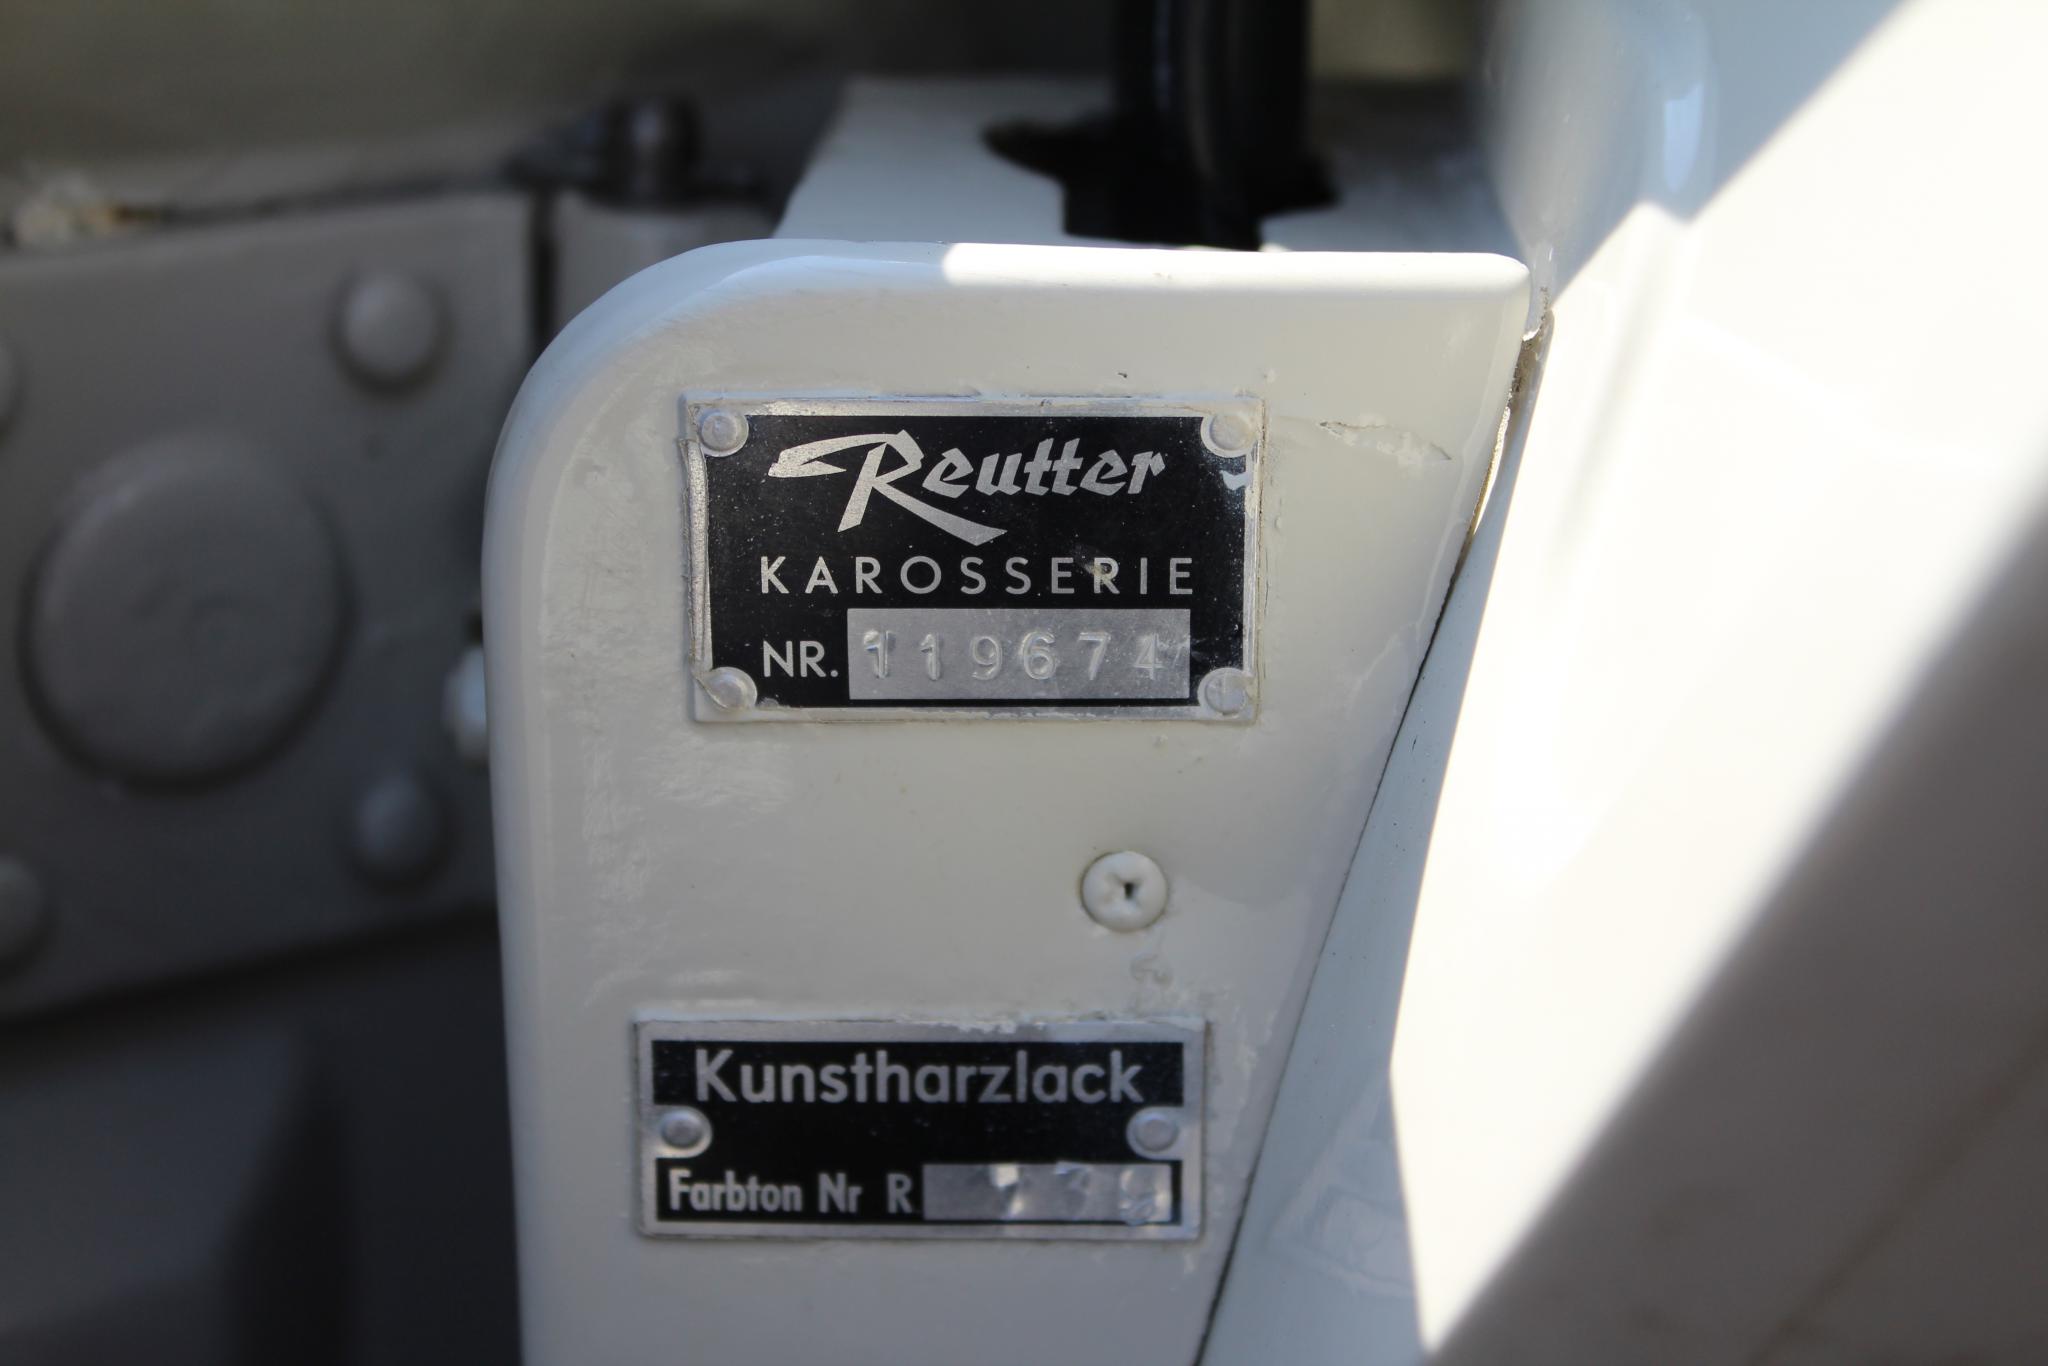 Reutter
KAROSSERIE
NR. 119674
Kunstharzlack
Farbton Nr R